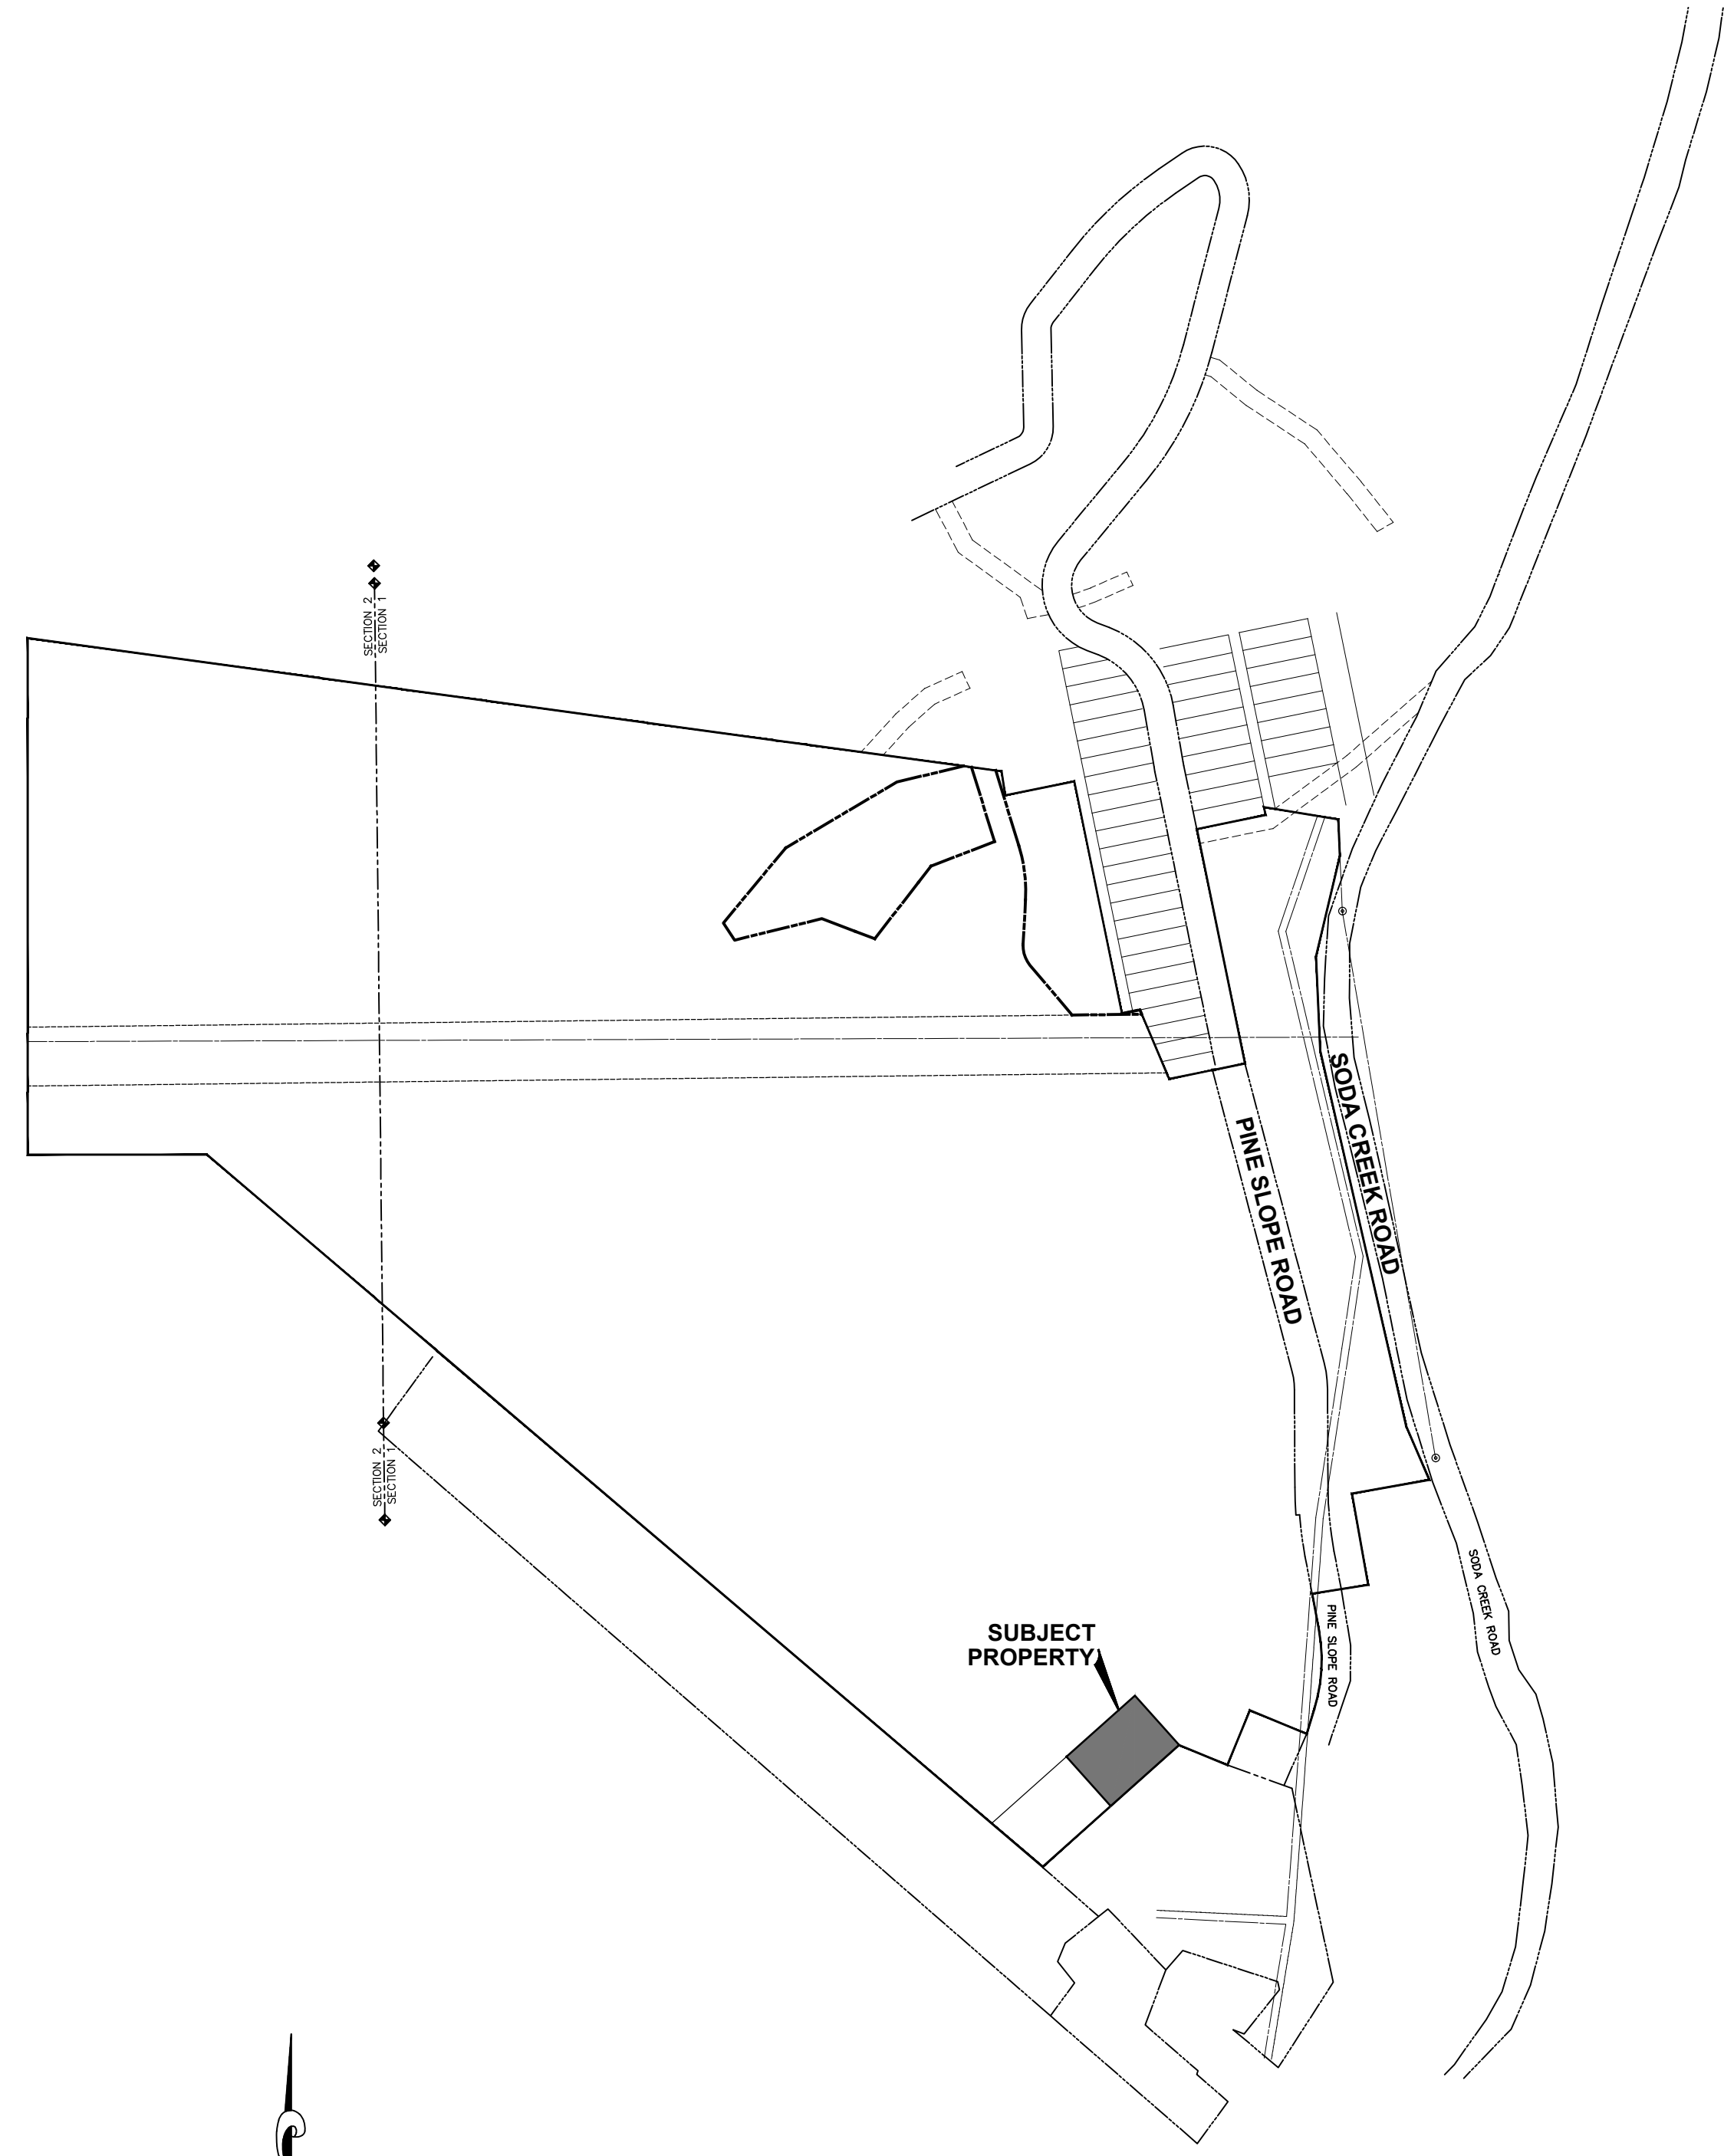 SECTION 2
SECTION 1
SODA CREEK ROAD
PINE SLOPE ROAD
SECTION 2
SECTION 1
SODA CREEK ROAD
PINE SLOPE ROAD
SUBJECT
PROPERTY